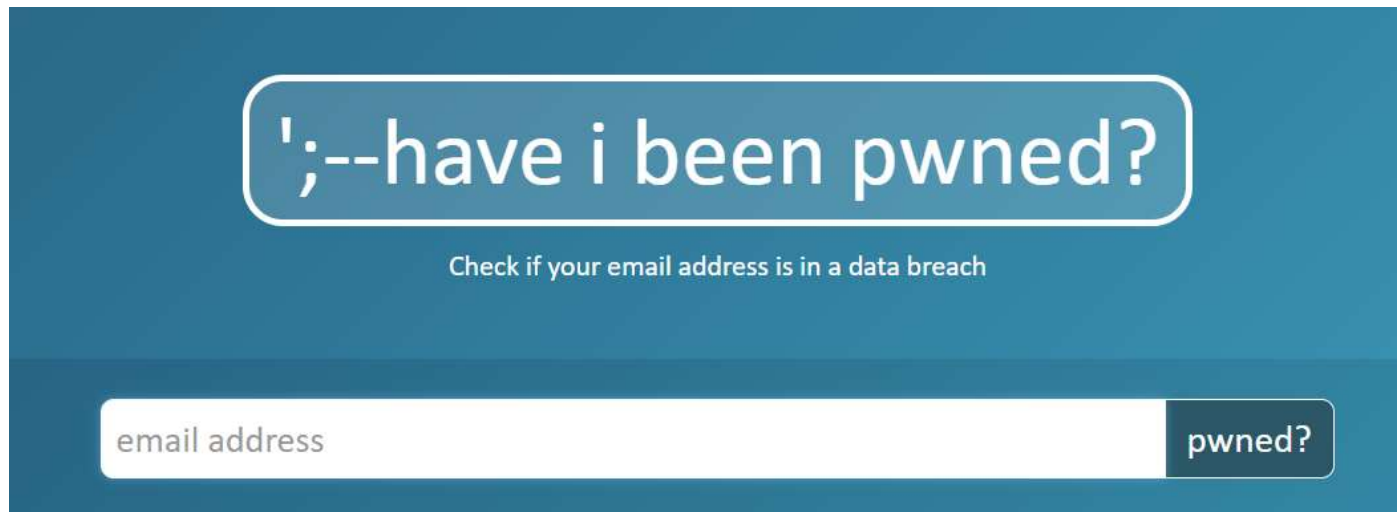 ';--have i been pwned?
Check if your email address is in a data breach
email address
pwned?